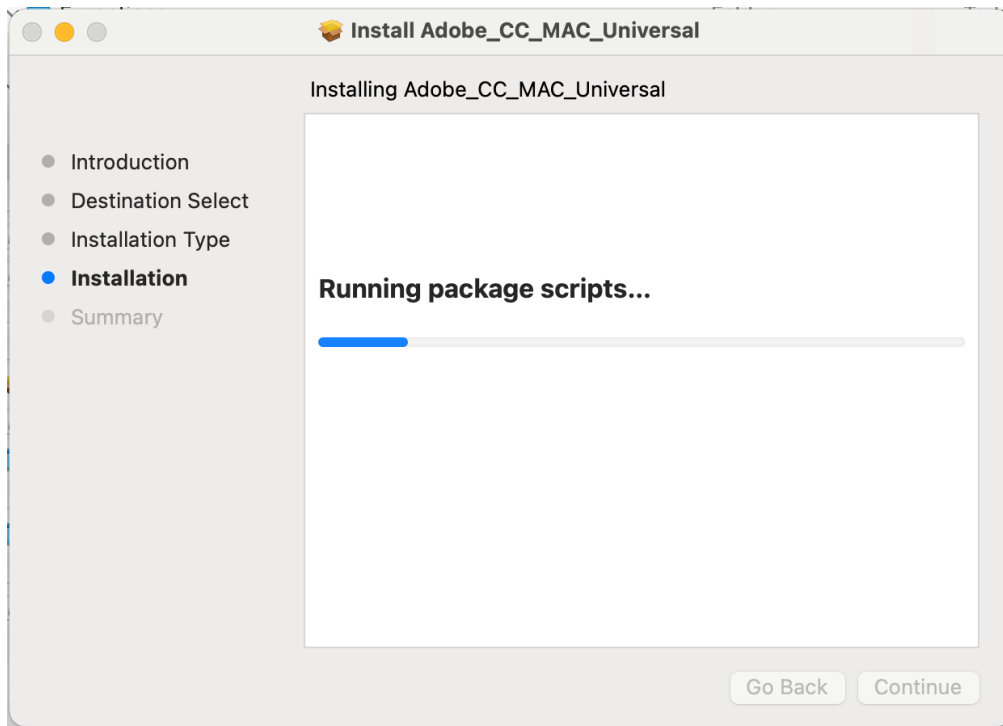 Install Adobe_CC_MAC_Universal
Installing Adobe_CC_MAC_Universal
Introduction
Destination Select
Installation Type
Installation
Summary
Running package scripts...
Go Back
Continue